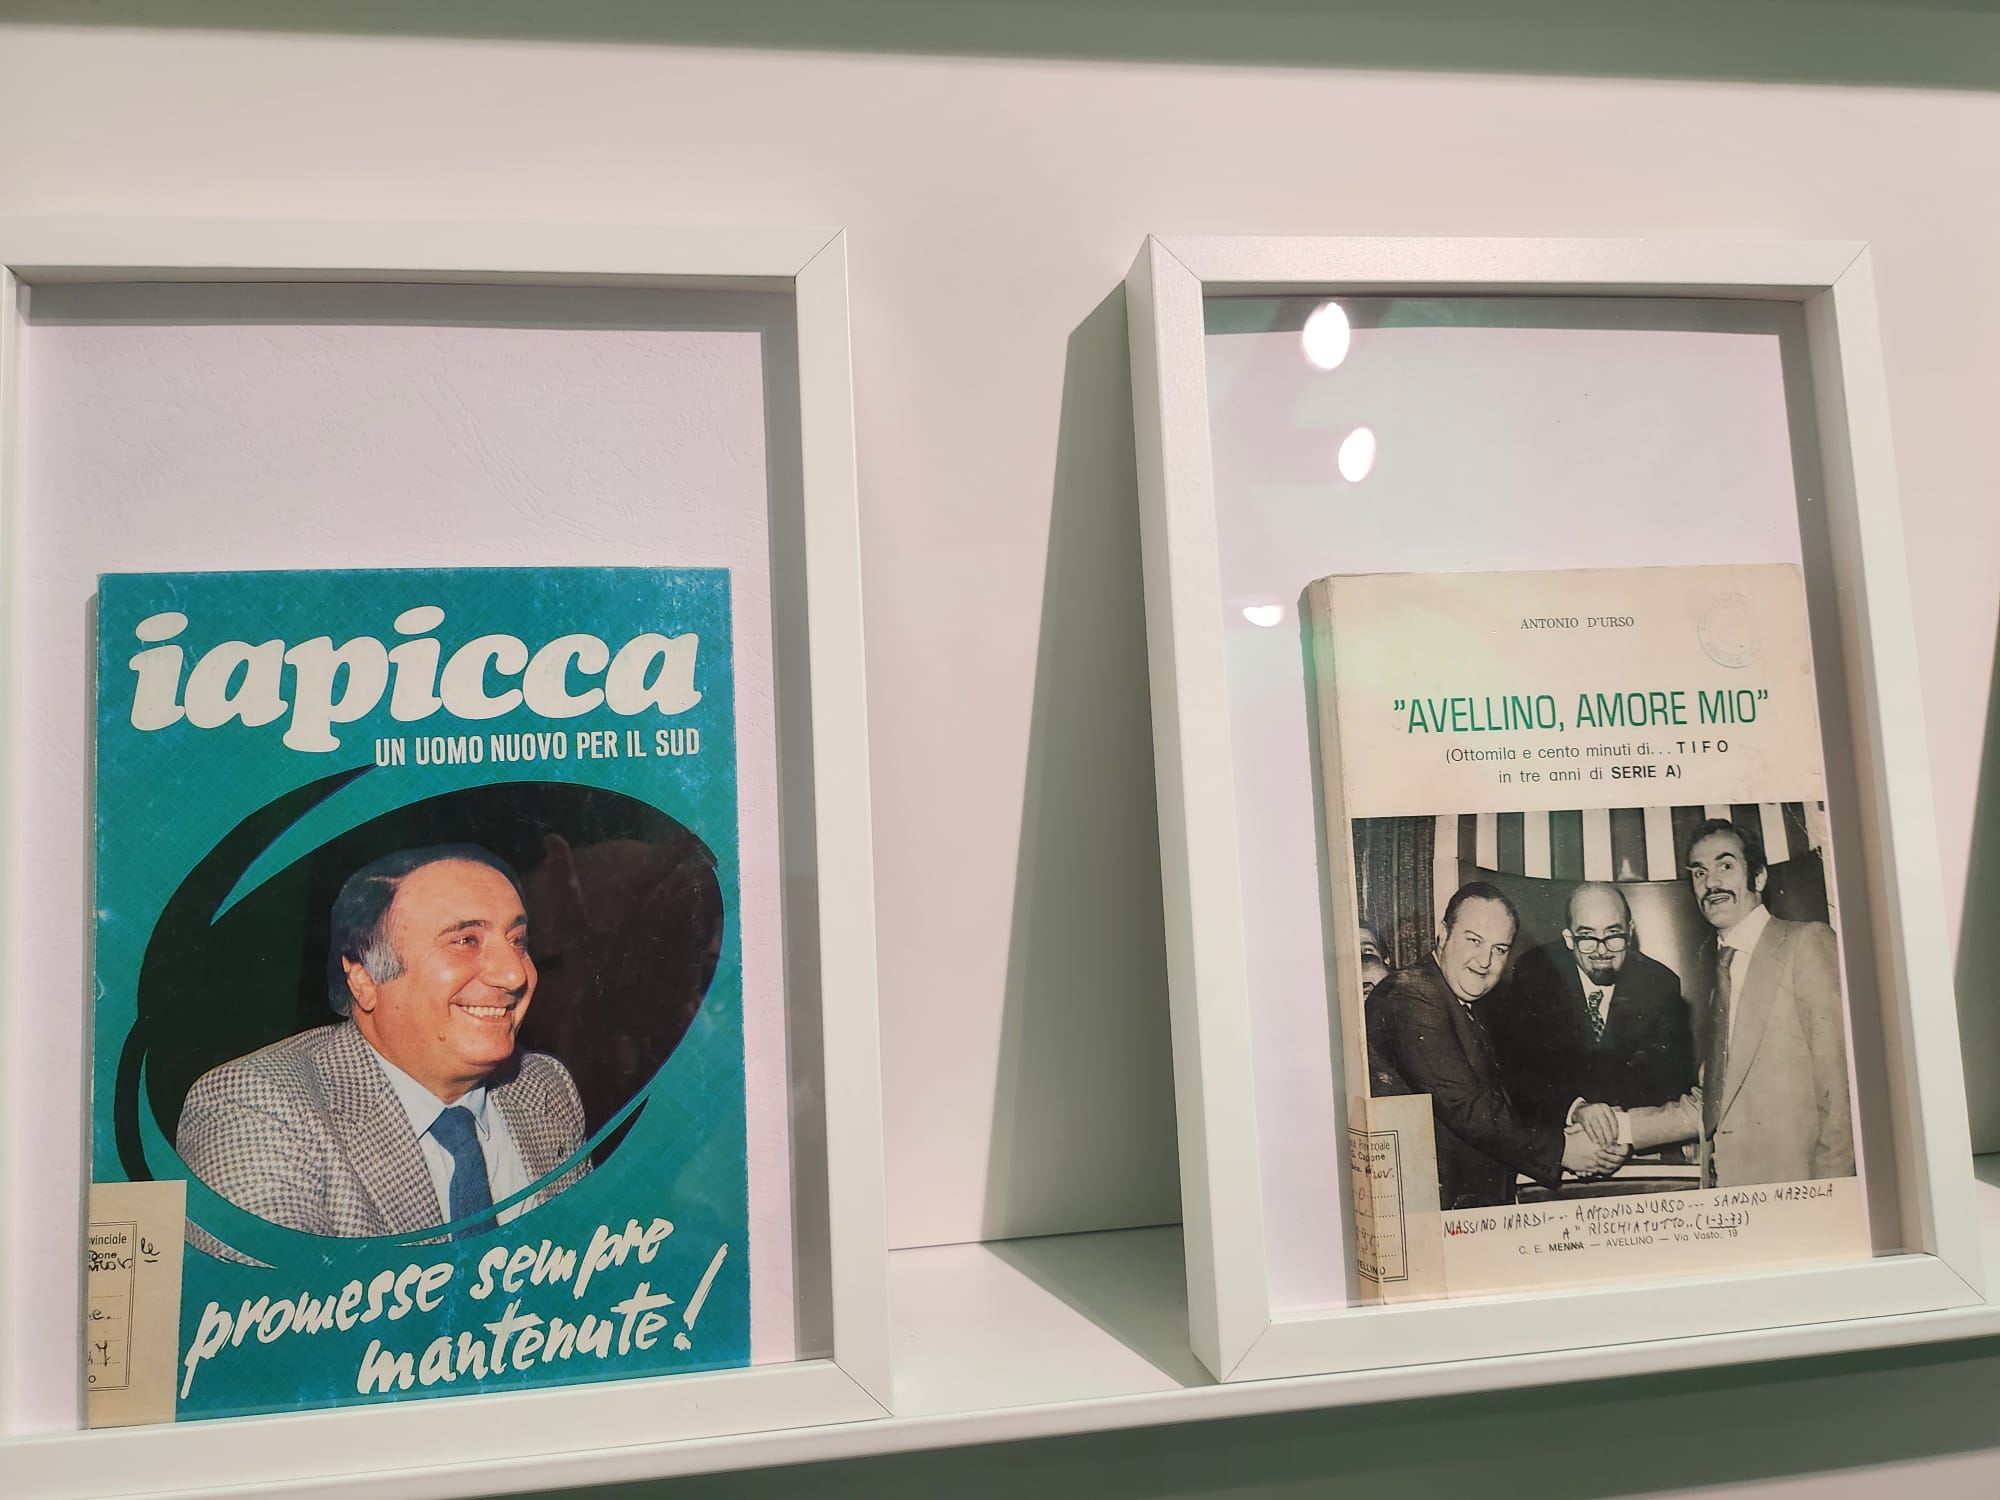 iapicca
UN UOMO NUOVO PER IL SUD
promesse sempre
mantenute!
ANTONIO D'URSO
"AVELLINO, AMORE MIO"
(Ottomila e cento minuti di... TIFO
in tre anni di SERIE A)
MASSIMO INARDI--- ANTONIO D'URSO--- SANDRO MAZZOLA
A "RISCHIATUTTO" (1-3-73)
C. E. MENNA — AVELLINO — Via Vasto, 19